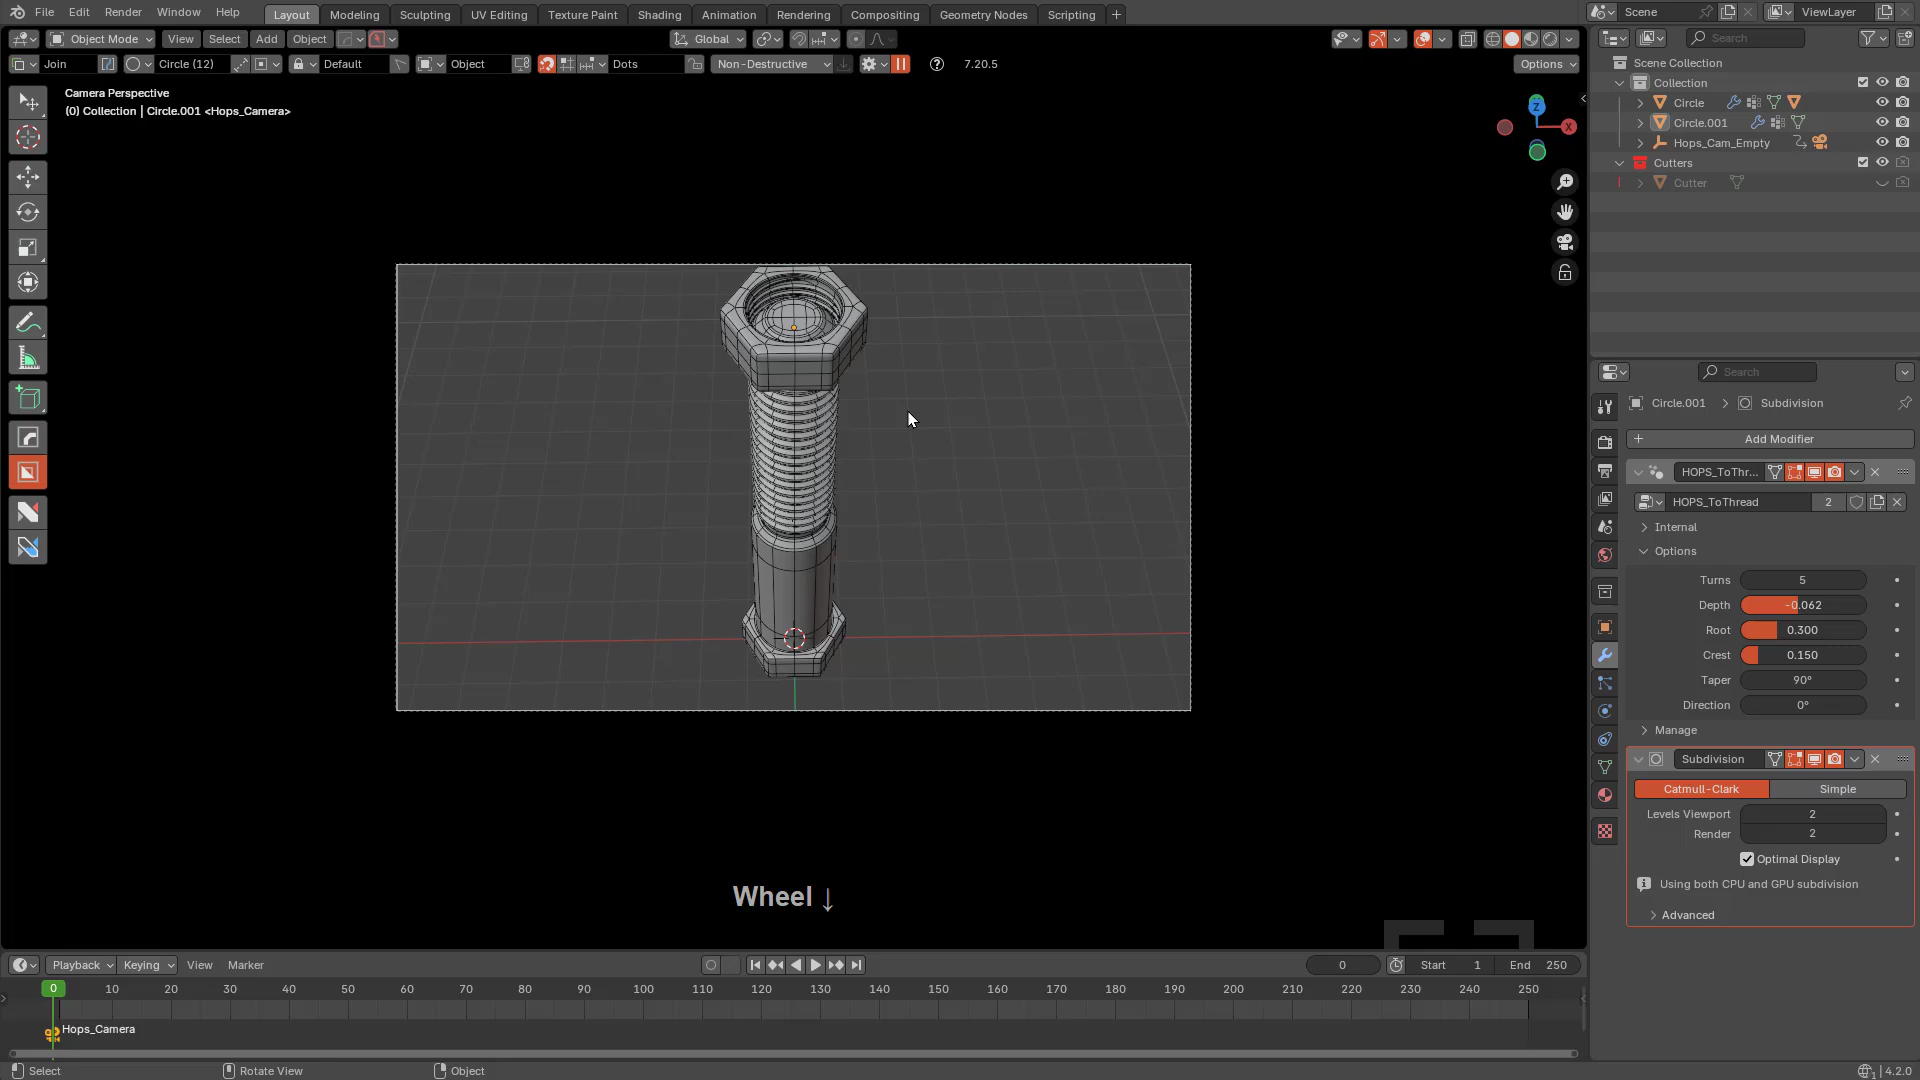 File Edit Render Window Help
Layout Modeling Sculpting UV Editing Texture Paint Shading Animation Rendering Compositing Geometry Nodes Scripting +
Scene ViewLayer
Object Mode View Select Add Object Global
Join Circle (12) Default Object Dots Non-Destructive 7.20.5 Options
Camera Perspective
(0) Collection | Circle.001 <Hops_Camera>
Z
X
Search
Scene Collection
Collection
Circle
Circle.001
Hops_Cam_Empty
Cutters
Cutter
Search
Circle.001 > Subdivision
+ Add Modifier
HOPS_ToThr...
HOPS_ToThread 2
Internal
Options
Turns 5
Depth -0.062
Root 0.300
Crest 0.150
Taper 90°
Direction 0°
Manage
Subdivision
Catmull-Clark Simple
Levels Viewport 2
Render 2
Optimal Display
Using both CPU and GPU subdivision
Advanced
Wheel ↓
Playback Keying View Marker 0 Start 1 End 250
0 10 20 30 40 50 60 70 80 90 100 110 120 130 140 150 160 170 180 190 200 210 220 230 240 250
Hops_Camera
Select Rotate View Object 4.2.0